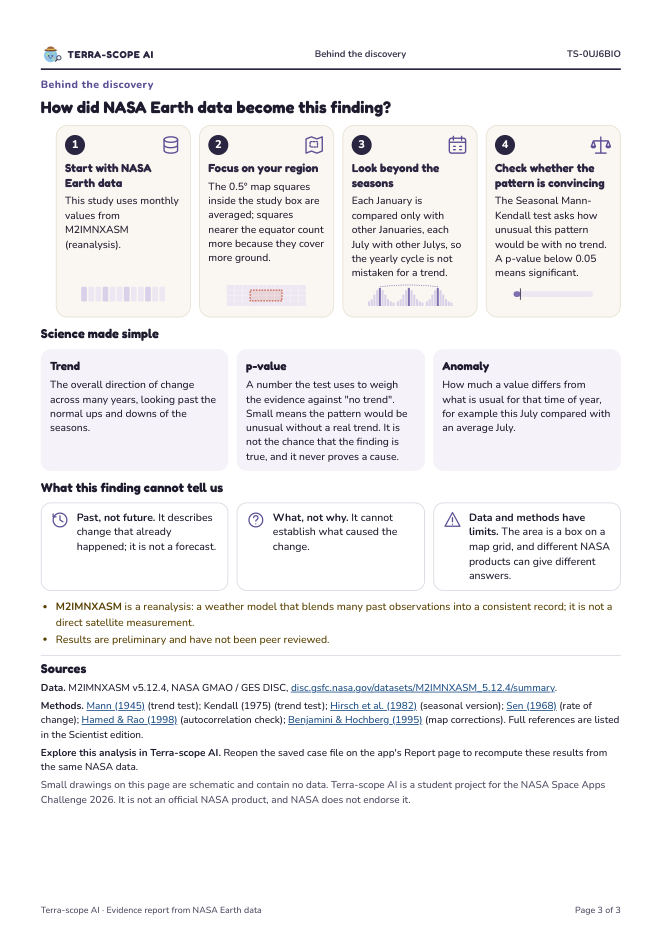 TERRA-SCOPE AI
Behind the discovery
TS-0UJ6BIO
Behind the discovery
How did NASA Earth data become this finding?
1
Start with NASA
Earth data
This study uses monthly
values from
M2IMNXASM
(reanalysis).
2
Focus on your region
The 0.5° map squares
inside the study box are
averaged; squares
nearer the equator count
more because they cover
more ground.
3
Look beyond the
seasons
Each January is
compared only with
other Januaries, each
July with other Julys, so
the yearly cycle is not
mistaken for a trend.
4
Check whether the
pattern is convincing
The Seasonal Mann-
Kendall test asks how
unusual this pattern
would be with no trend.
A p-value below 0.05
means significant.
Science made simple
Trend
The overall direction of change
across many years, looking past the
normal ups and downs of the
seasons.
p-value
A number the test uses to weigh
the evidence against "no trend".
Small means the pattern would be
unusual without a real trend. It is
not the chance that the finding is
true, and it never proves a cause.
Anomaly
How much a value differs from
what is usual for that time of year,
for example this July compared with
an average July.
What this finding cannot tell us
Past, not future. It describes
change that already
happened; it is not a forecast.
What, not why. It cannot
establish what caused the
change.
Data and methods have
limits. The area is a box on a
map grid, and different NASA
products can give different
answers.
• M2IMNXASM is a reanalysis: a weather model that blends many past observations into a consistent record; it is not a
direct satellite measurement.
• Results are preliminary and have not been peer reviewed.
Sources
Data. M2IMNXASM v5.12.4, NASA GMAO / GES DISC, disc.gsfc.nasa.gov/datasets/M2IMNXASM_5.12.4/summary.
Methods. Mann (1945) (trend test); Kendall (1975) (trend test); Hirsch et al. (1982) (seasonal version); Sen (1968) (rate of
change); Hamed & Rao (1998) (autocorrelation check); Benjamini & Hochberg (1995) (map corrections). Full references are listed
in the Scientist edition.
Explore this analysis in Terra-scope AI. Reopen the saved case file on the app's Report page to recompute these results from
the same NASA data.
Small drawings on this page are schematic and contain no data. Terra-scope AI is a student project for the NASA Space Apps
Challenge 2026. It is not an official NASA product, and NASA does not endorse it.
Terra-scope AI · Evidence report from NASA Earth data
Page 3 of 3